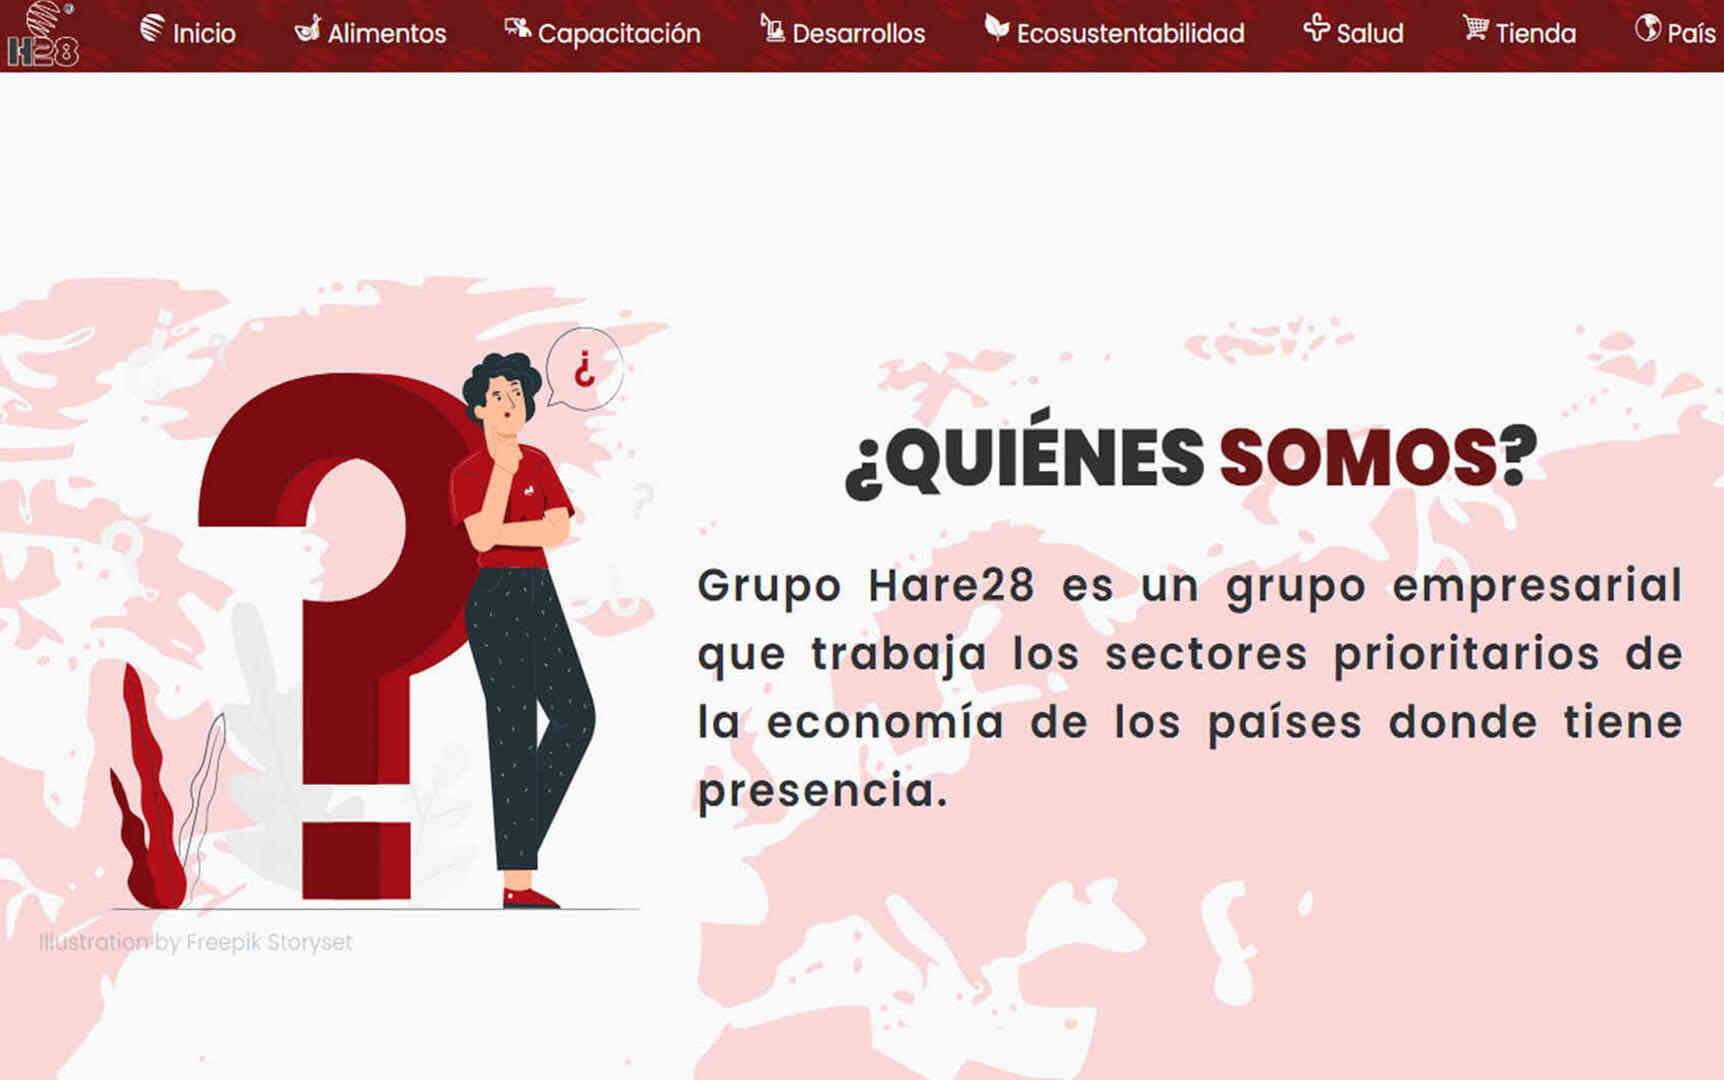 H28 ®
Inicio Alimentos Capacitación Desarrollos Ecosustentabilidad Salud Tienda País
¿
¿QUIÉNES SOMOS?
Grupo Hare28 es un grupo empresarial
que trabaja los sectores prioritarios de
la economía de los países donde tiene
presencia.
Illustration by Freepik Storyset